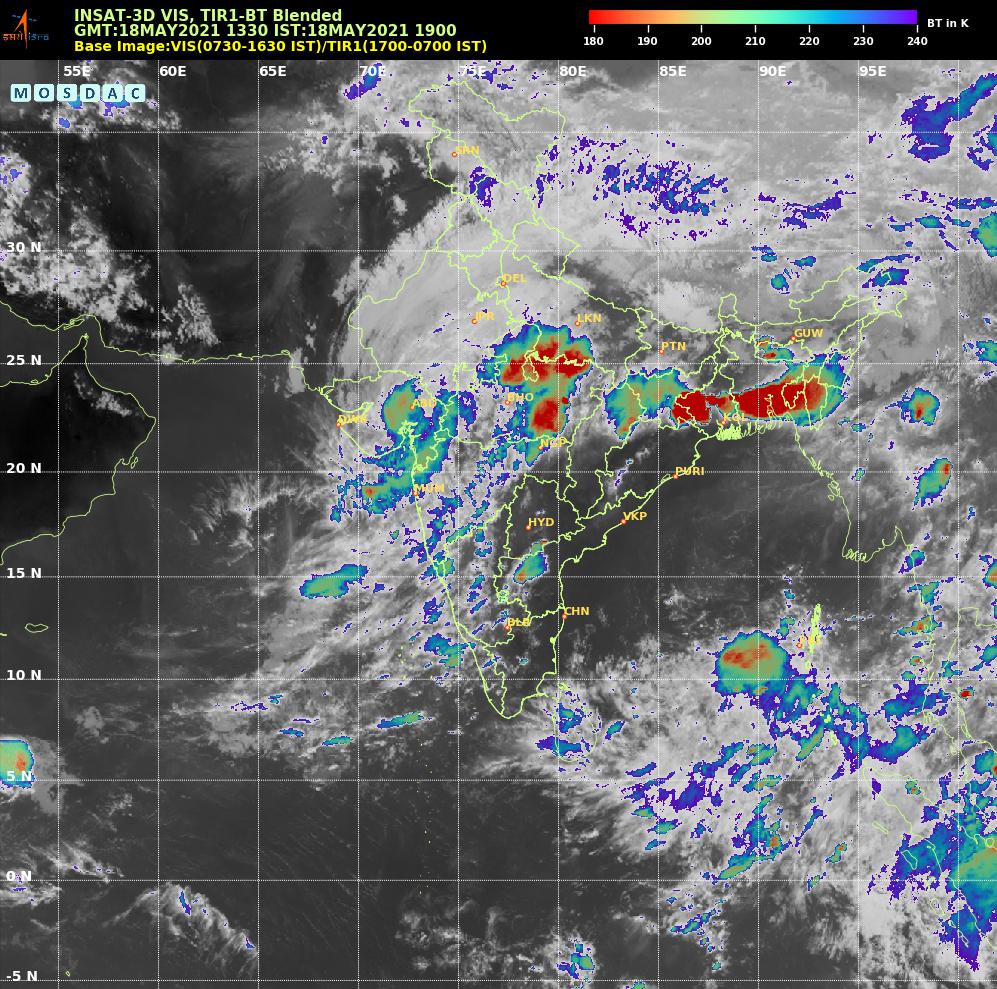 INSAT-3D VIS, TIR1-BT Blended
GMT:18MAY2021 1330 IST:18MAY2021 1900
Base Image:VIS(0730-1630 IST)/TIR1(1700-0700 IST)
BT in K
180 190 200 210 220 230 240
55E 60E 65E 70E 75E 80E 85E 90E 95E
MOSDAC
SRN
30 N
DEL
JPR LKN
GUW
PTN
25 N
BHO
ABD
DWK
KOL
NGP
20 N
PURI
MUM
HYD
VKP
15 N
CHN
BLR
10 N
5 N
0 N
-5 N